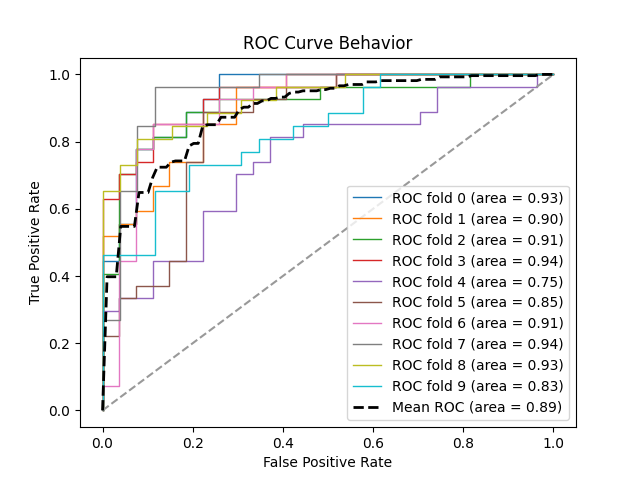 ROC Curve Behavior
True Positive Rate
1.0
0.8
0.6
0.4
0.2
0.0
ROC fold 0 (area = 0.93)
ROC fold 1 (area = 0.90)
ROC fold 2 (area = 0.91)
ROC fold 3 (area = 0.94)
ROC fold 4 (area = 0.75)
ROC fold 5 (area = 0.85)
ROC fold 6 (area = 0.91)
ROC fold 7 (area = 0.94)
ROC fold 8 (area = 0.93)
ROC fold 9 (area = 0.83)
Mean ROC (area = 0.89)
0.0 0.2 0.4 0.6 0.8 1.0
False Positive Rate